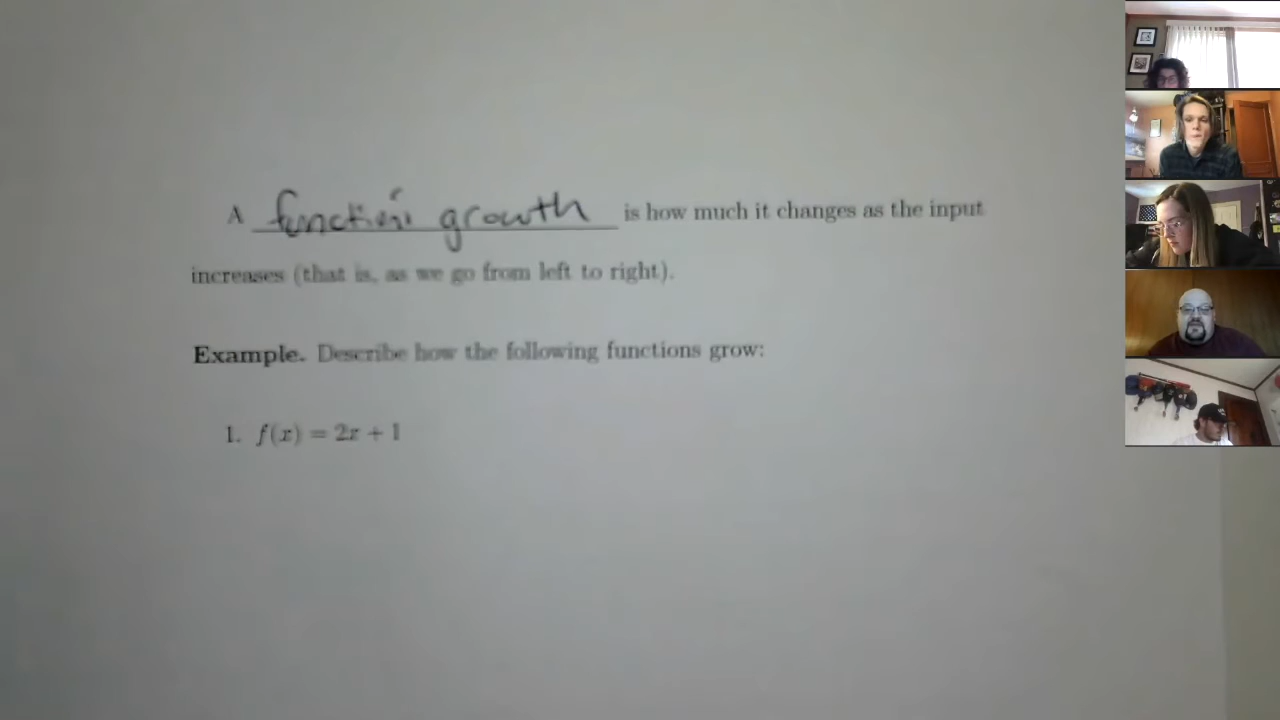 A function's growth is how much it changes as the input
increases (that is, as we go from left to right).
Example. Describe how the following functions grow:
1. f(x) = 2x + 1